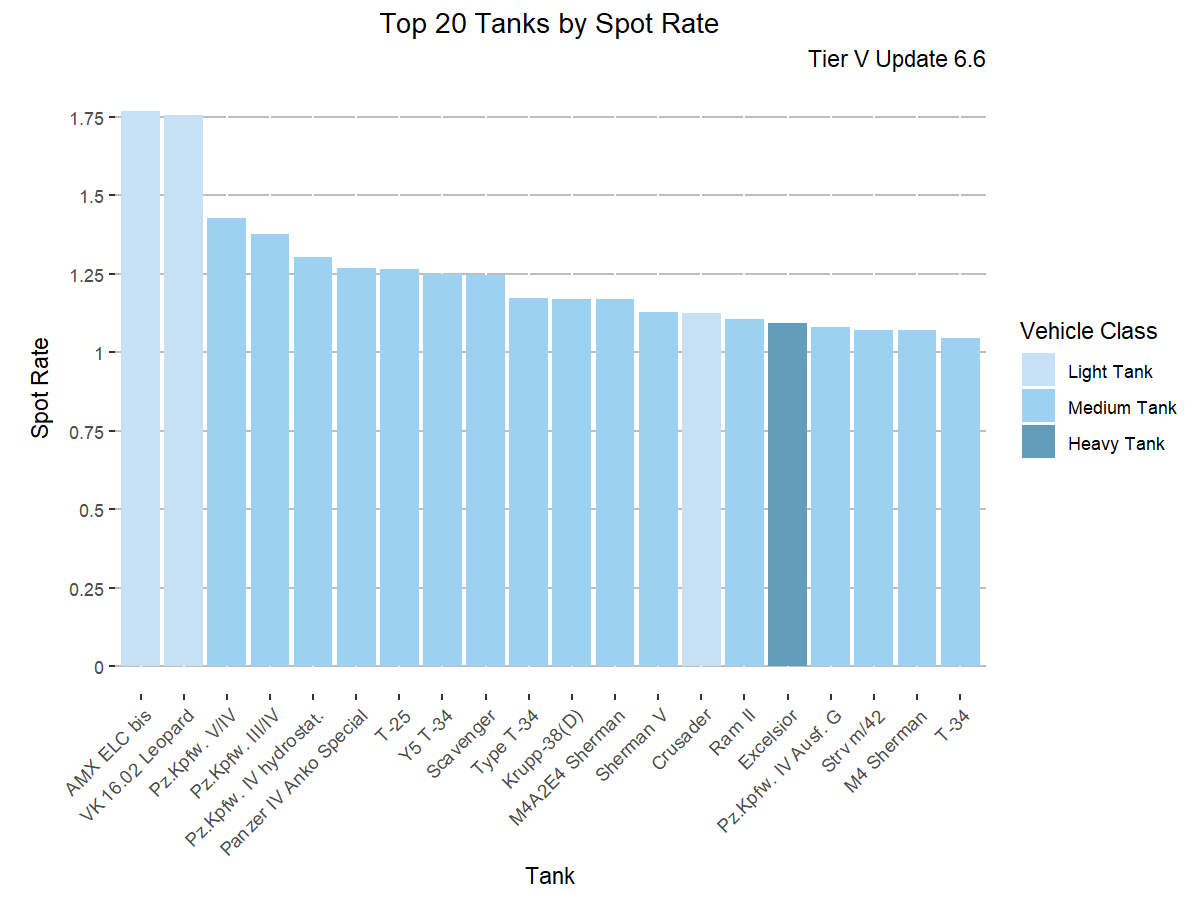 Top 20 Tanks by Spot Rate
Tier V Update 6.6
1.75
1.5
1.25
1
0.75
0.5
0.25
0
Spot Rate
AMX ELC bis
VK 16.02 Leopard
Pz.Kpfw. V/IV
Pz.Kpfw. III/IV
Pz.Kpfw. IV hydrostat.
Panzer IV Anko Special
T-25
Y5 T-34
Scavenger
Type T-34
Krupp-38(D)
M4A2E4 Sherman
Sherman V
Crusader
Ram II
Excelsior
Pz.Kpfw. IV Ausf. G
Strv m/42
M4 Sherman
T-34
Tank
Vehicle Class
Light Tank
Medium Tank
Heavy Tank